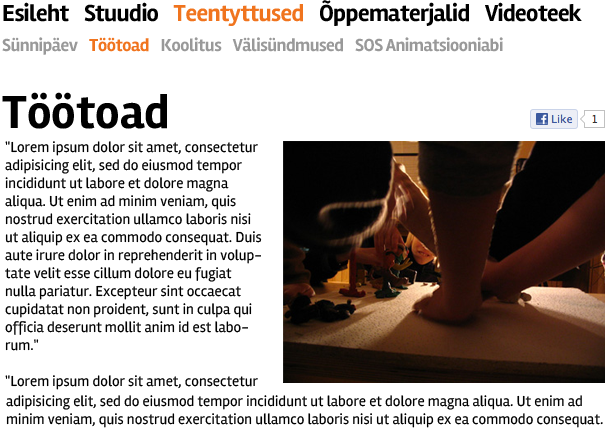 Esileht Stuudio Teentyttused Õppematerjalid Videoteek
Sünnipäev Töötoad Koolitus Välisündmused SOS Animatsiooniabi
Töötoad
Like 1
"Lorem ipsum dolor sit amet, consectetur
adipisicing elit, sed do eiusmod tempor
incididunt ut labore et dolore magna
aliqua. Ut enim ad minim veniam, quis
nostrud exercitation ullamco laboris nisi
ut aliquip ex ea commodo consequat. Duis
aute irure dolor in reprehenderit in volup-
tate velit esse cillum dolore eu fugiat
nulla pariatur. Excepteur sint occaecat
cupidatat non proident, sunt in culpa qui
officia deserunt mollit anim id est labo-
rum."
"Lorem ipsum dolor sit amet, consectetur
adipisicing elit, sed do eiusmod tempor incididunt ut labore et dolore magna aliqua. Ut enim ad
minim veniam, quis nostrud exercitation ullamco laboris nisi ut aliquip ex ea commodo consequat.